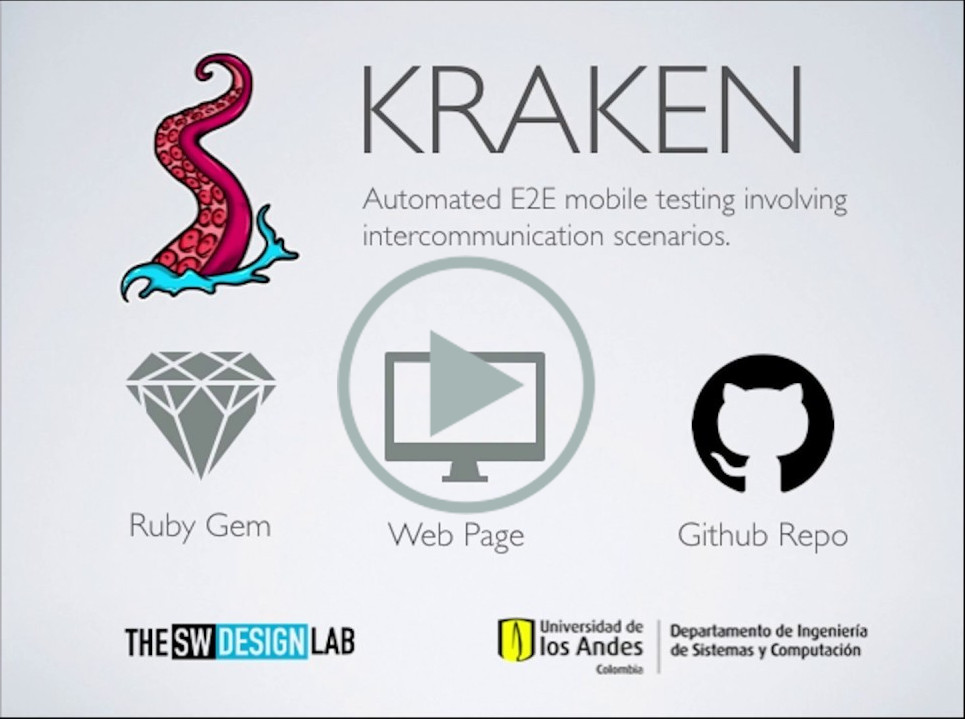 KRAKEN
Automated E2E mobile testing involving
intercommunication scenarios.
Ruby Gem
Web Page
Github Repo
THE SW DESIGN LAB
Universidad de
los Andes
Colombia
Departamento de Ingeniería
de Sistemas y Computación